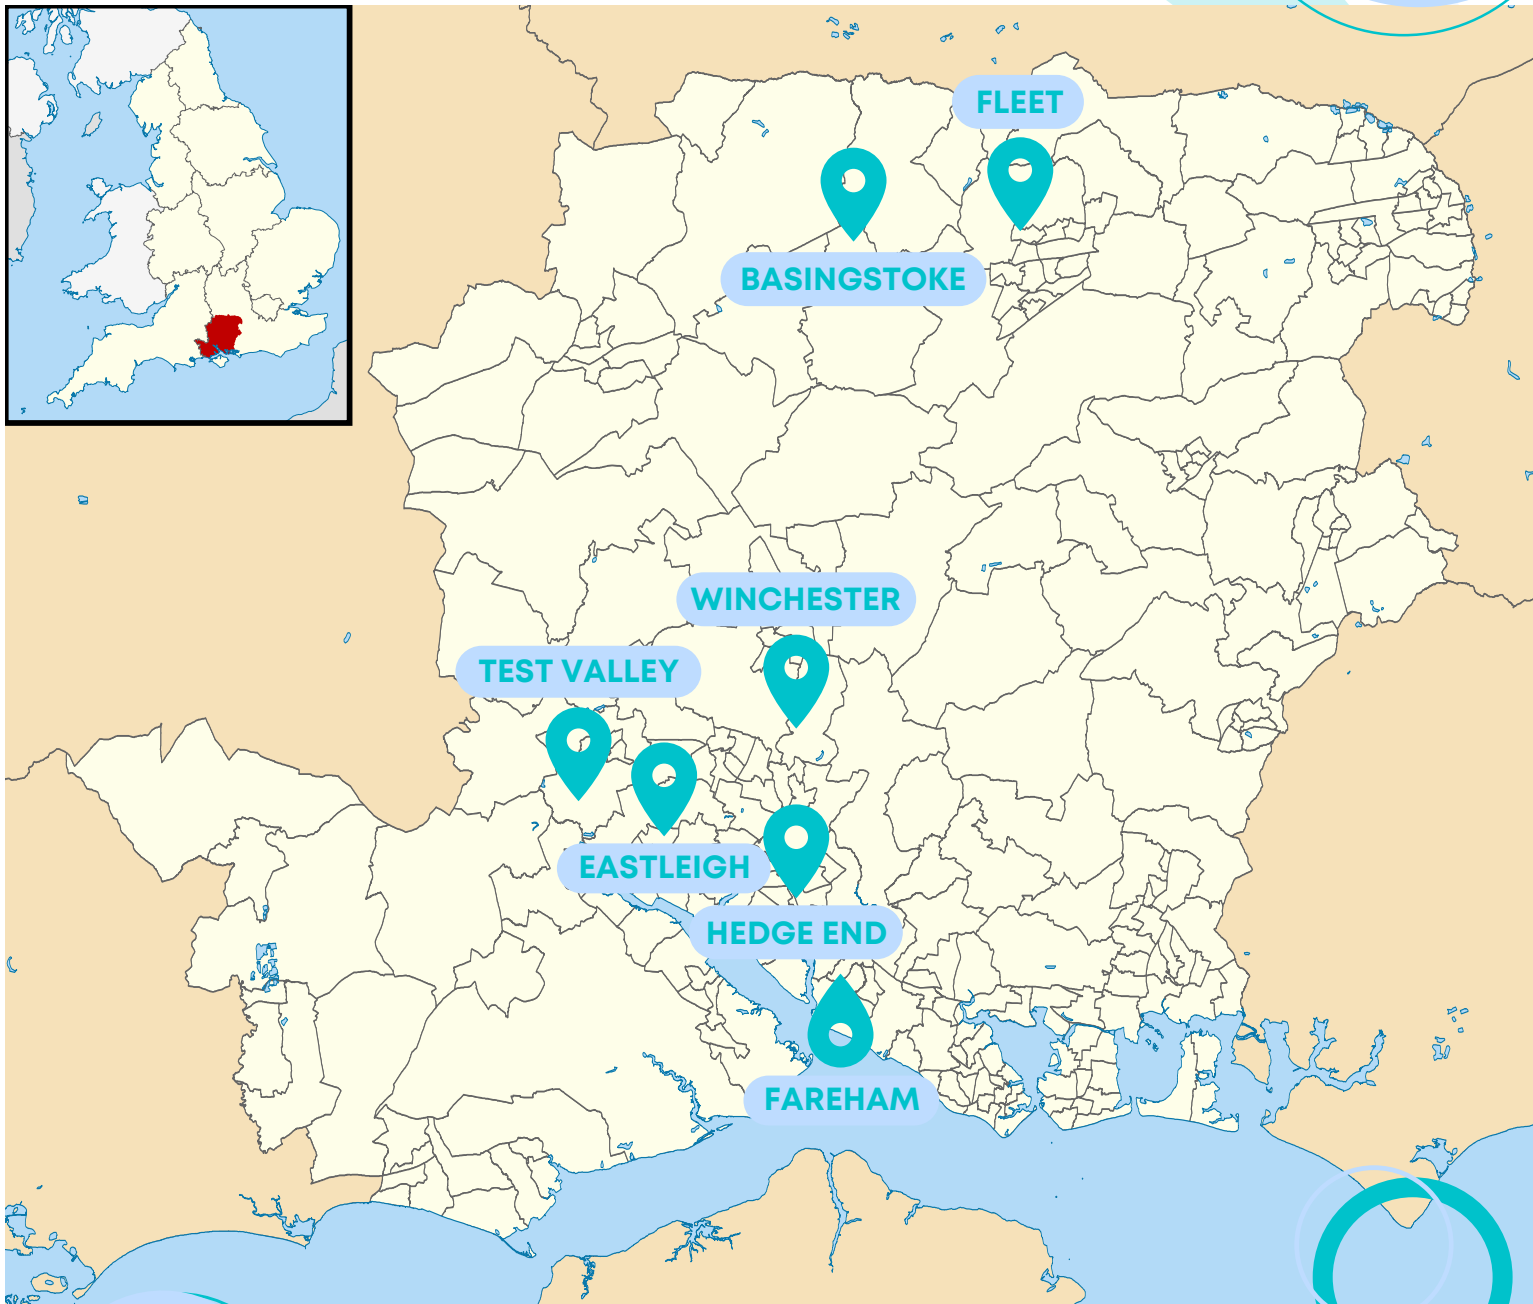 FLEET
BASINGSTOKE
WINCHESTER
TEST VALLEY
EASTLEIGH
HEDGE END
FAREHAM